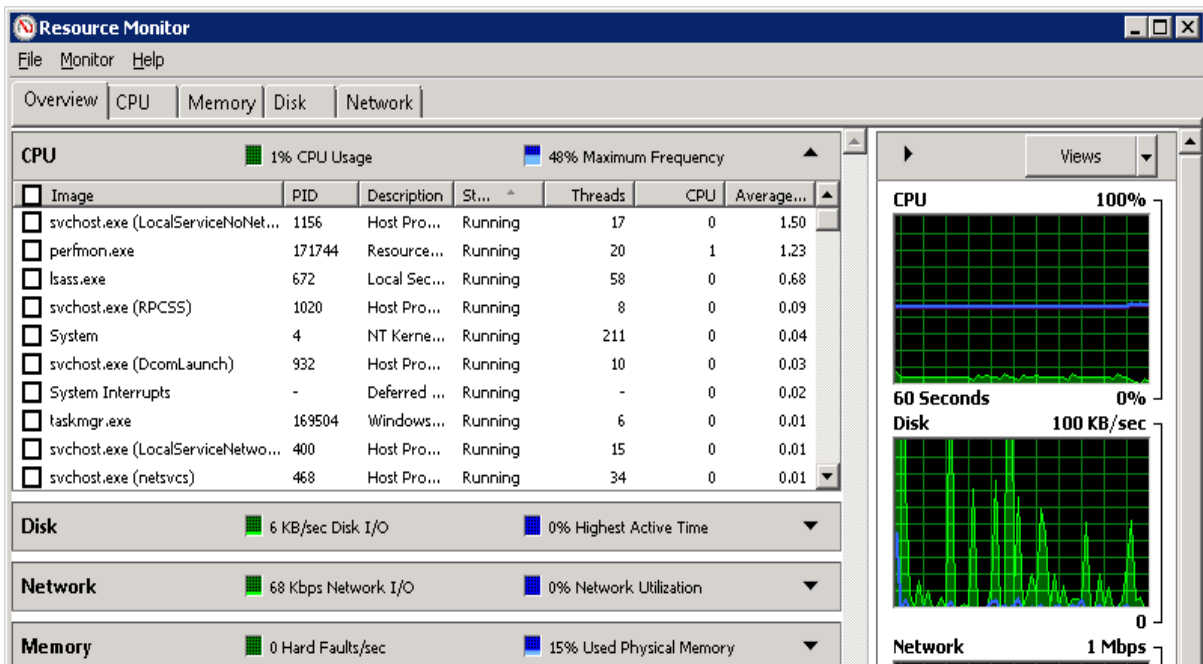 Resource Monitor
File Monitor Help
Overview CPU Memory Disk Network
CPU 1% CPU Usage 48% Maximum Frequency
Image PID Description St... Threads CPU Average...
svchost.exe (LocalServiceNoNet... 1156 Host Pro... Running 17 0 1.50
perfmon.exe 171744 Resource... Running 20 1 1.23
lsass.exe 672 Local Sec... Running 58 0 0.68
svchost.exe (RPCSS) 1020 Host Pro... Running 8 0 0.09
System 4 NT Kerne... Running 211 0 0.04
svchost.exe (DcomLaunch) 932 Host Pro... Running 10 0 0.03
System Interrupts - Deferred ... Running - 0 0.02
taskmgr.exe 169504 Windows... Running 6 0 0.01
svchost.exe (LocalServiceNetwo... 400 Host Pro... Running 15 0 0.01
svchost.exe (netsvcs) 468 Host Pro... Running 34 0 0.01
Disk 6 KB/sec Disk I/O 0% Highest Active Time
Network 68 Kbps Network I/O 0% Network Utilization
Memory 0 Hard Faults/sec 15% Used Physical Memory
Views
CPU 100%
60 Seconds 0%
Disk 100 KB/sec
0
Network 1 Mbps